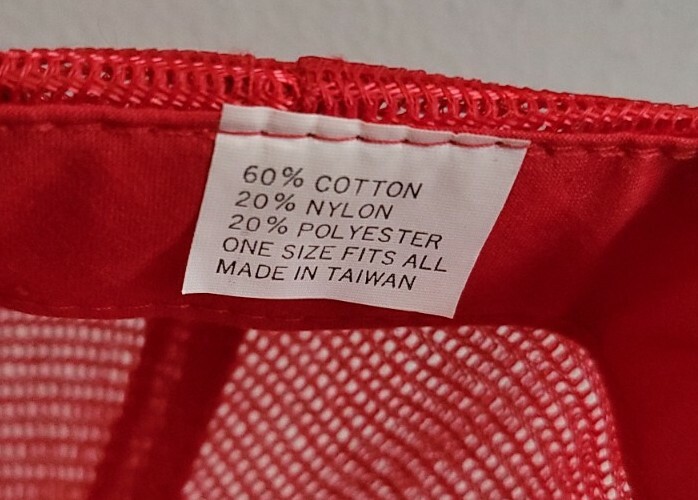 60% COTTON
20% NYLON
20% POLYESTER
ONE SIZE FITS ALL
MADE IN TAIWAN